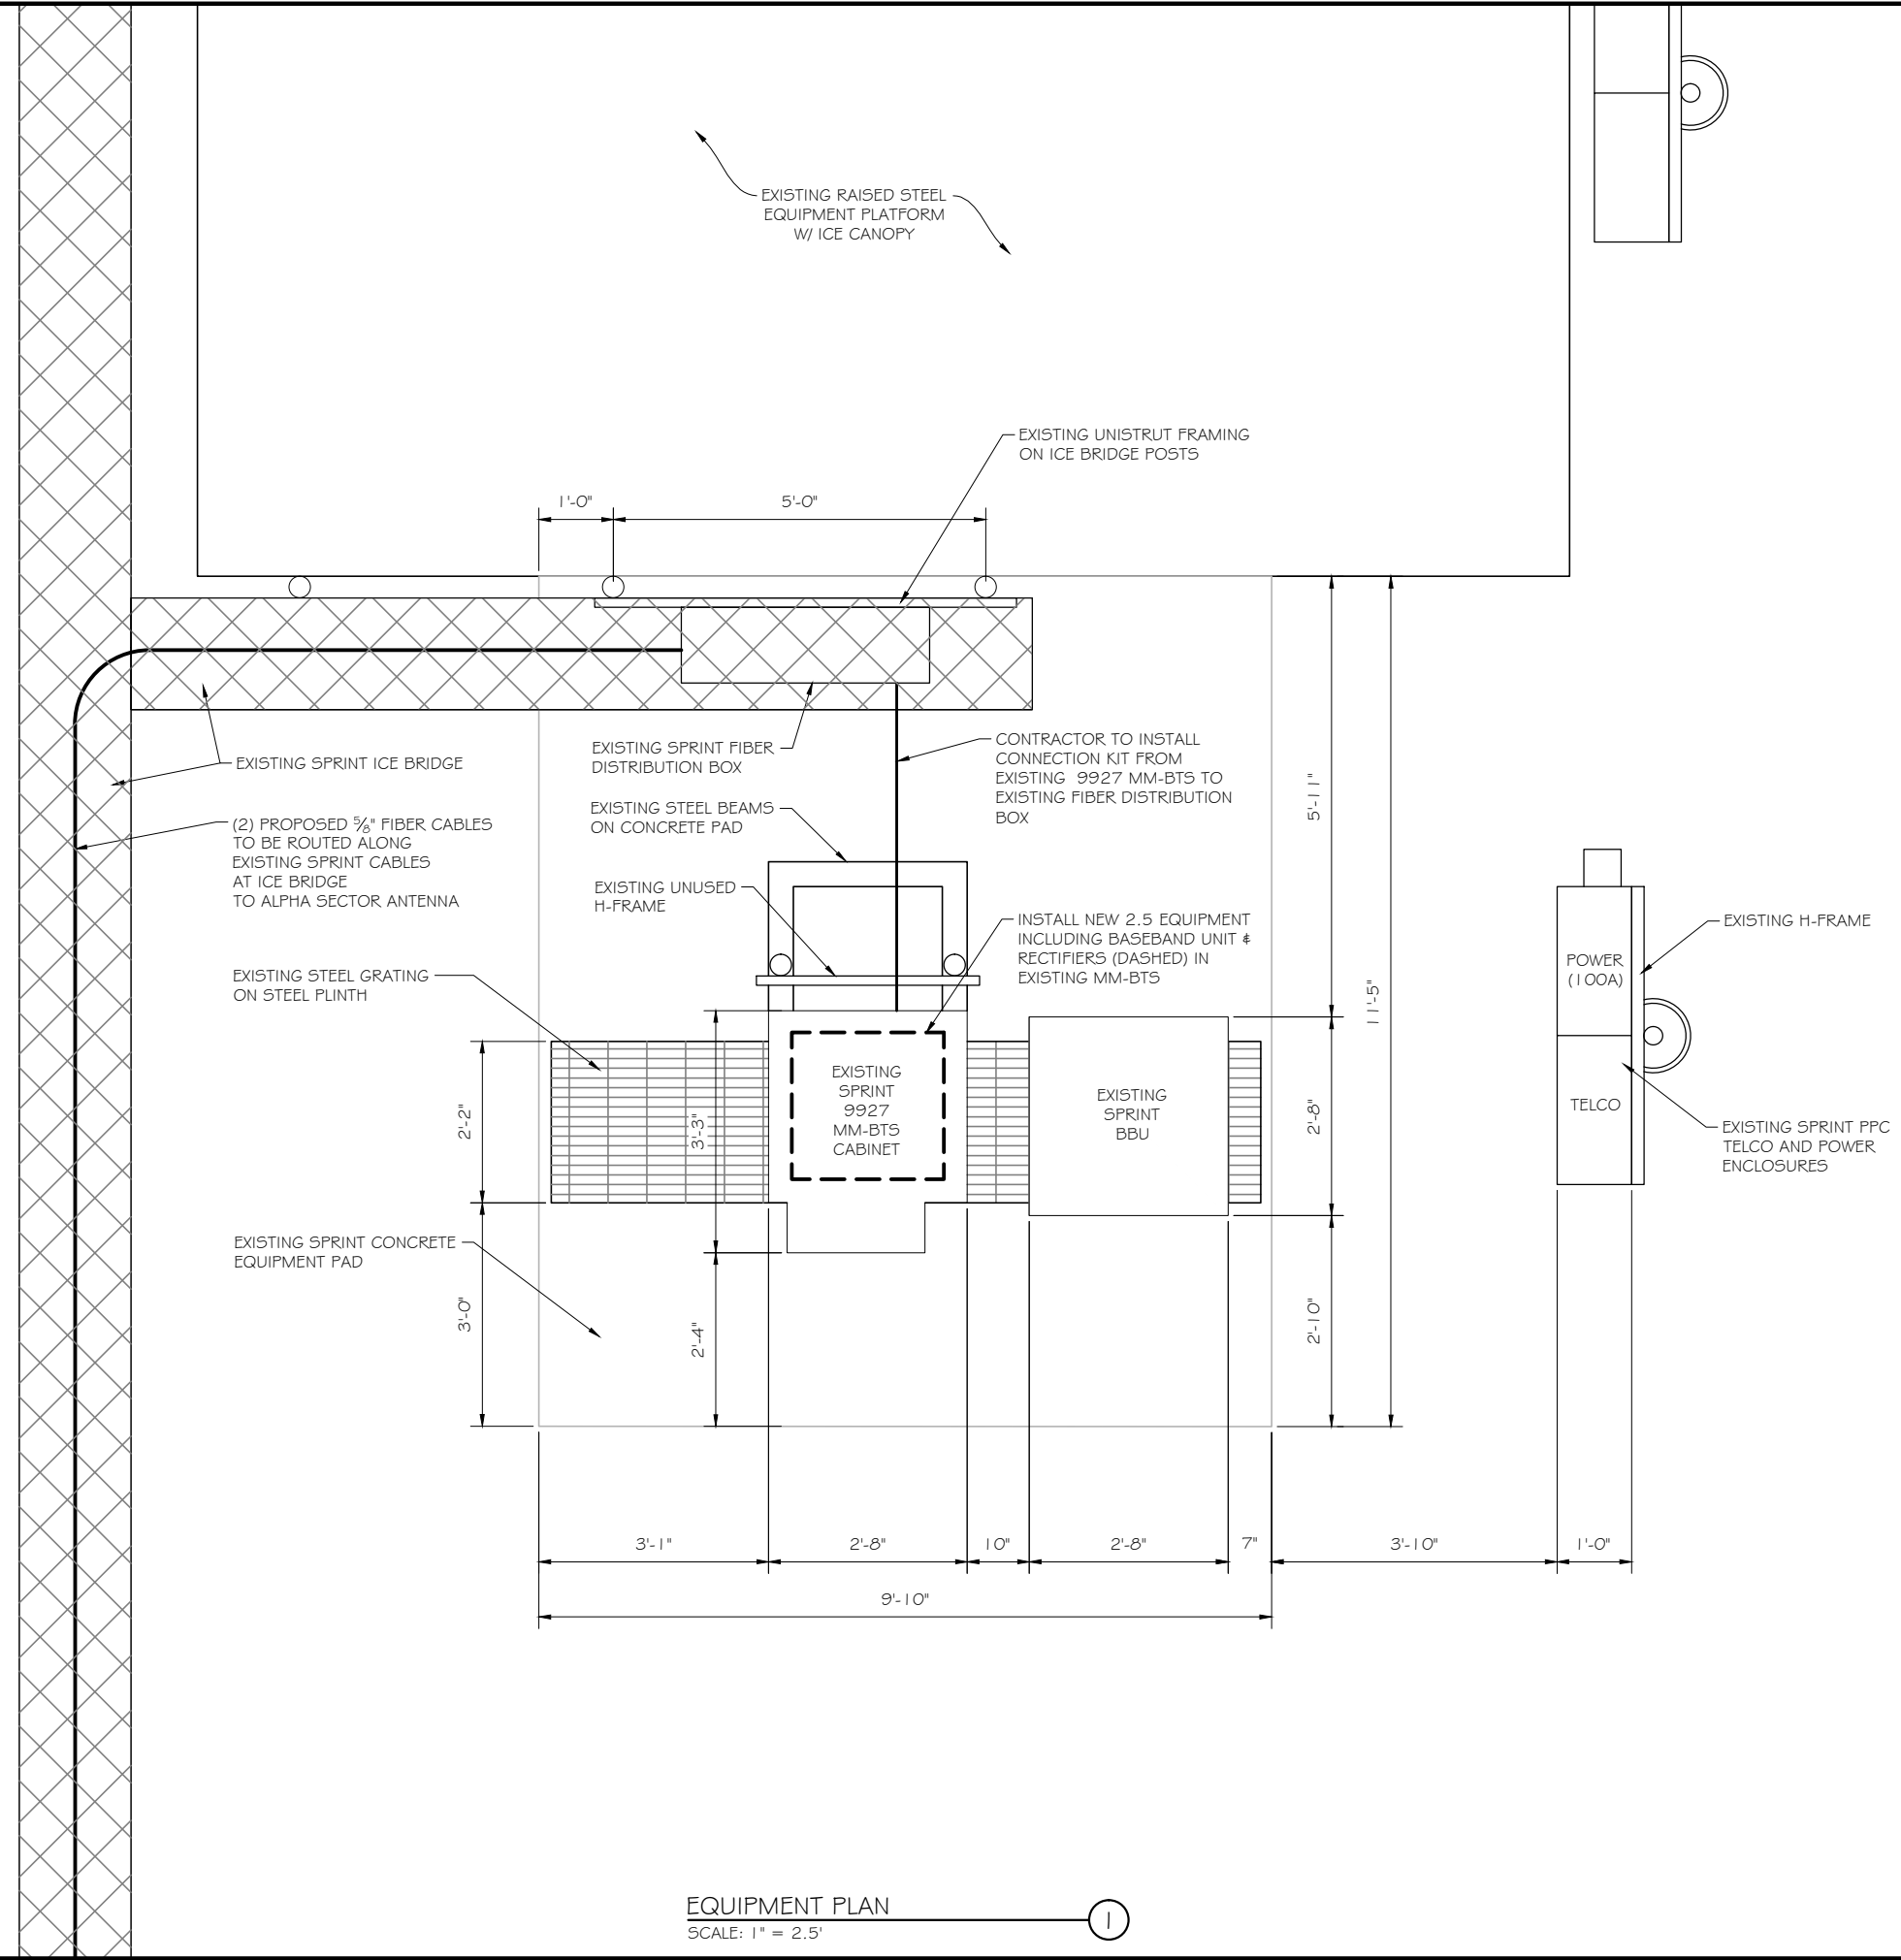 EXISTING RAISED STEEL
EQUIPMENT PLATFORM
W/ ICE CANOPY
EXISTING UNISTRUT FRAMING
ON ICE BRIDGE POSTS
1'-0"
5'-0"
EXISTING SPRINT ICE BRIDGE
EXISTING SPRINT FIBER
DISTRIBUTION BOX
CONTRACTOR TO INSTALL
CONNECTION KIT FROM
EXISTING 9927 MM-BTS TO
EXISTING FIBER DISTRIBUTION
BOX
5'-11"
EXISTING STEEL BEAMS
ON CONCRETE PAD
(2) PROPOSED 5/8" FIBER CABLES
TO BE ROUTED ALONG
EXISTING SPRINT CABLES
AT ICE BRIDGE
TO ALPHA SECTOR ANTENNA
EXISTING UNUSED
H-FRAME
INSTALL NEW 2.5 EQUIPMENT
INCLUDING BASEBAND UNIT &
RECTIFIERS (DASHED) IN
EXISTING MM-BTS
EXISTING H-FRAME
POWER
(100A)
EXISTING STEEL GRATING
ON STEEL PLINTH
11'-5"
2'-2"
3'-3"
EXISTING
SPRINT
9927
MM-BTS
CABINET
EXISTING
SPRINT
BBU
2'-8"
TELCO
EXISTING SPRINT PPC
TELCO AND POWER
ENCLOSURES
EXISTING SPRINT CONCRETE
EQUIPMENT PAD
3'-0"
2'-4"
2'-10"
3'-1"
2'-8"
10"
2'-8"
7"
3'-10"
1'-0"
9'-10"
EQUIPMENT PLAN
SCALE: 1" = 2.5'
1